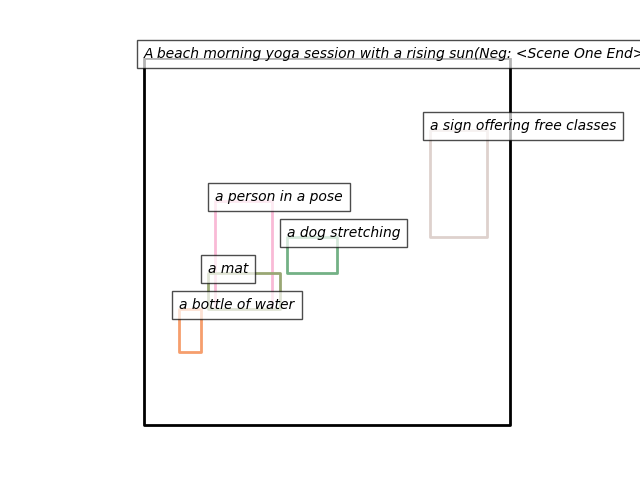 A beach morning yoga session with a rising sun(Neg: <Scene One End>
a sign offering free classes
a person in a pose
a dog stretching
a mat
a bottle of water